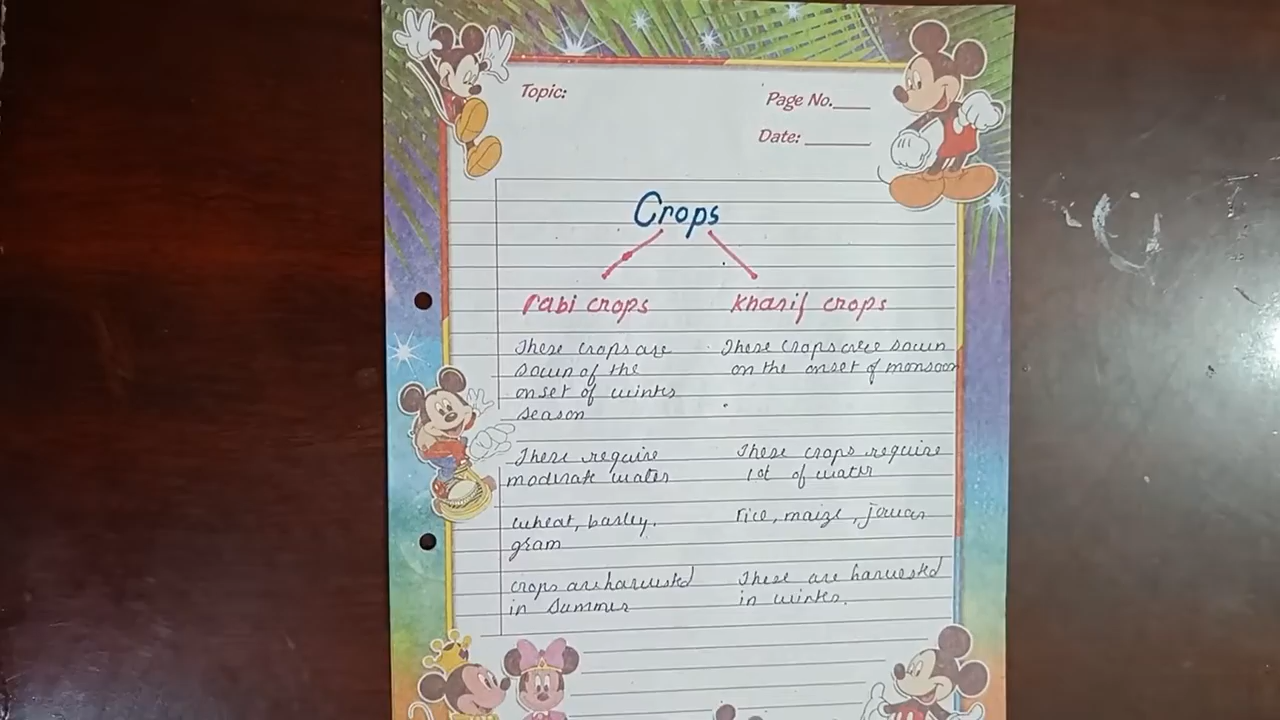 Topic:
Page No.
Date:
Crops
rabi crops
Kharif crops
These crops are
sown of the
onset of winter
season
These crops are sown
on the onset of monsoon
These require
moderate water
These crops require
lot of water
wheat, barley,
gram
rice, maize, jowar
crops are harvested
in Summer
These are harvested
in winter.